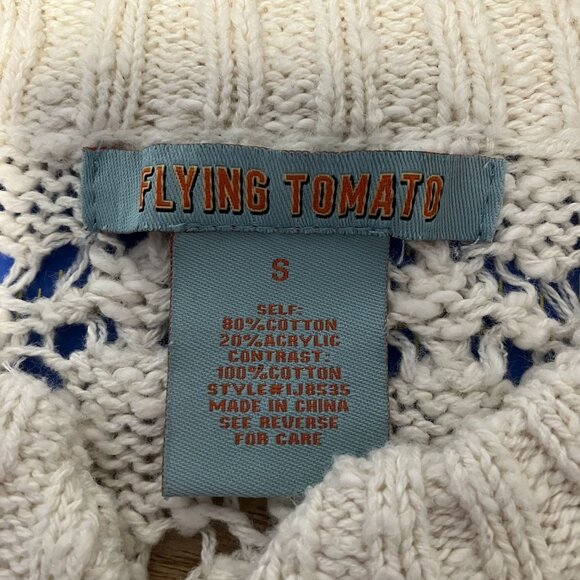 FLYING TOMATO
S
SELF:
80%COTTON
20%ACRYLIC
CONTRAST:
100%COTTON
STYLE#IJ8535
MADE IN CHINA
SEE REVERSE
FOR CARE